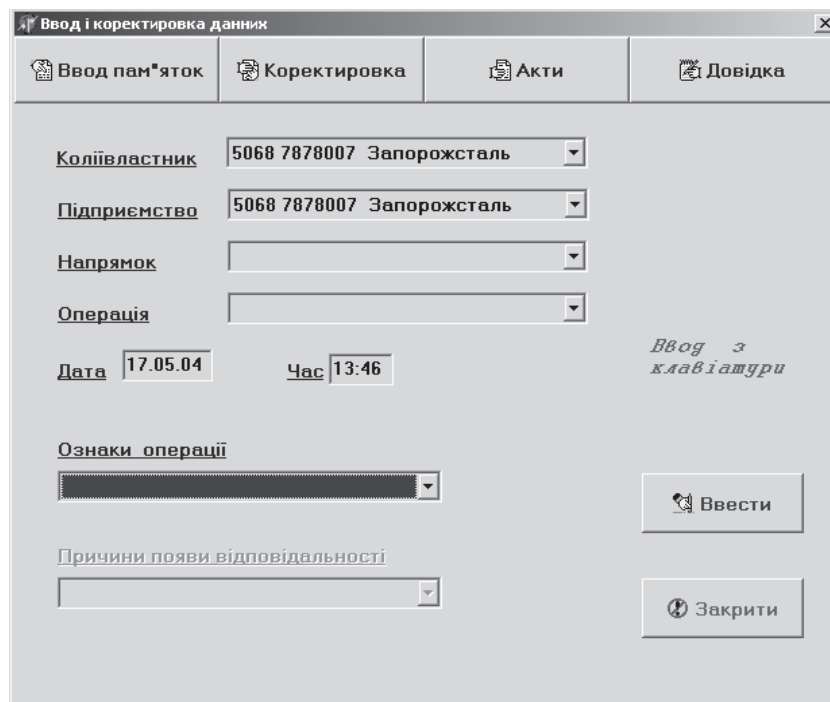 Ввод і коректировка данних
Ввод пам"яток Коректировка Акти Довідка
Коліївластник 5068 7878007 Запорожсталь
Підприємство 5068 7878007 Запорожсталь
Напрямок
Операція
Ввод з
клавіатури
Дата 17.05.04 Час 13:46
Ознаки операції
Ввести
Причини появи відповідальності
Закрити